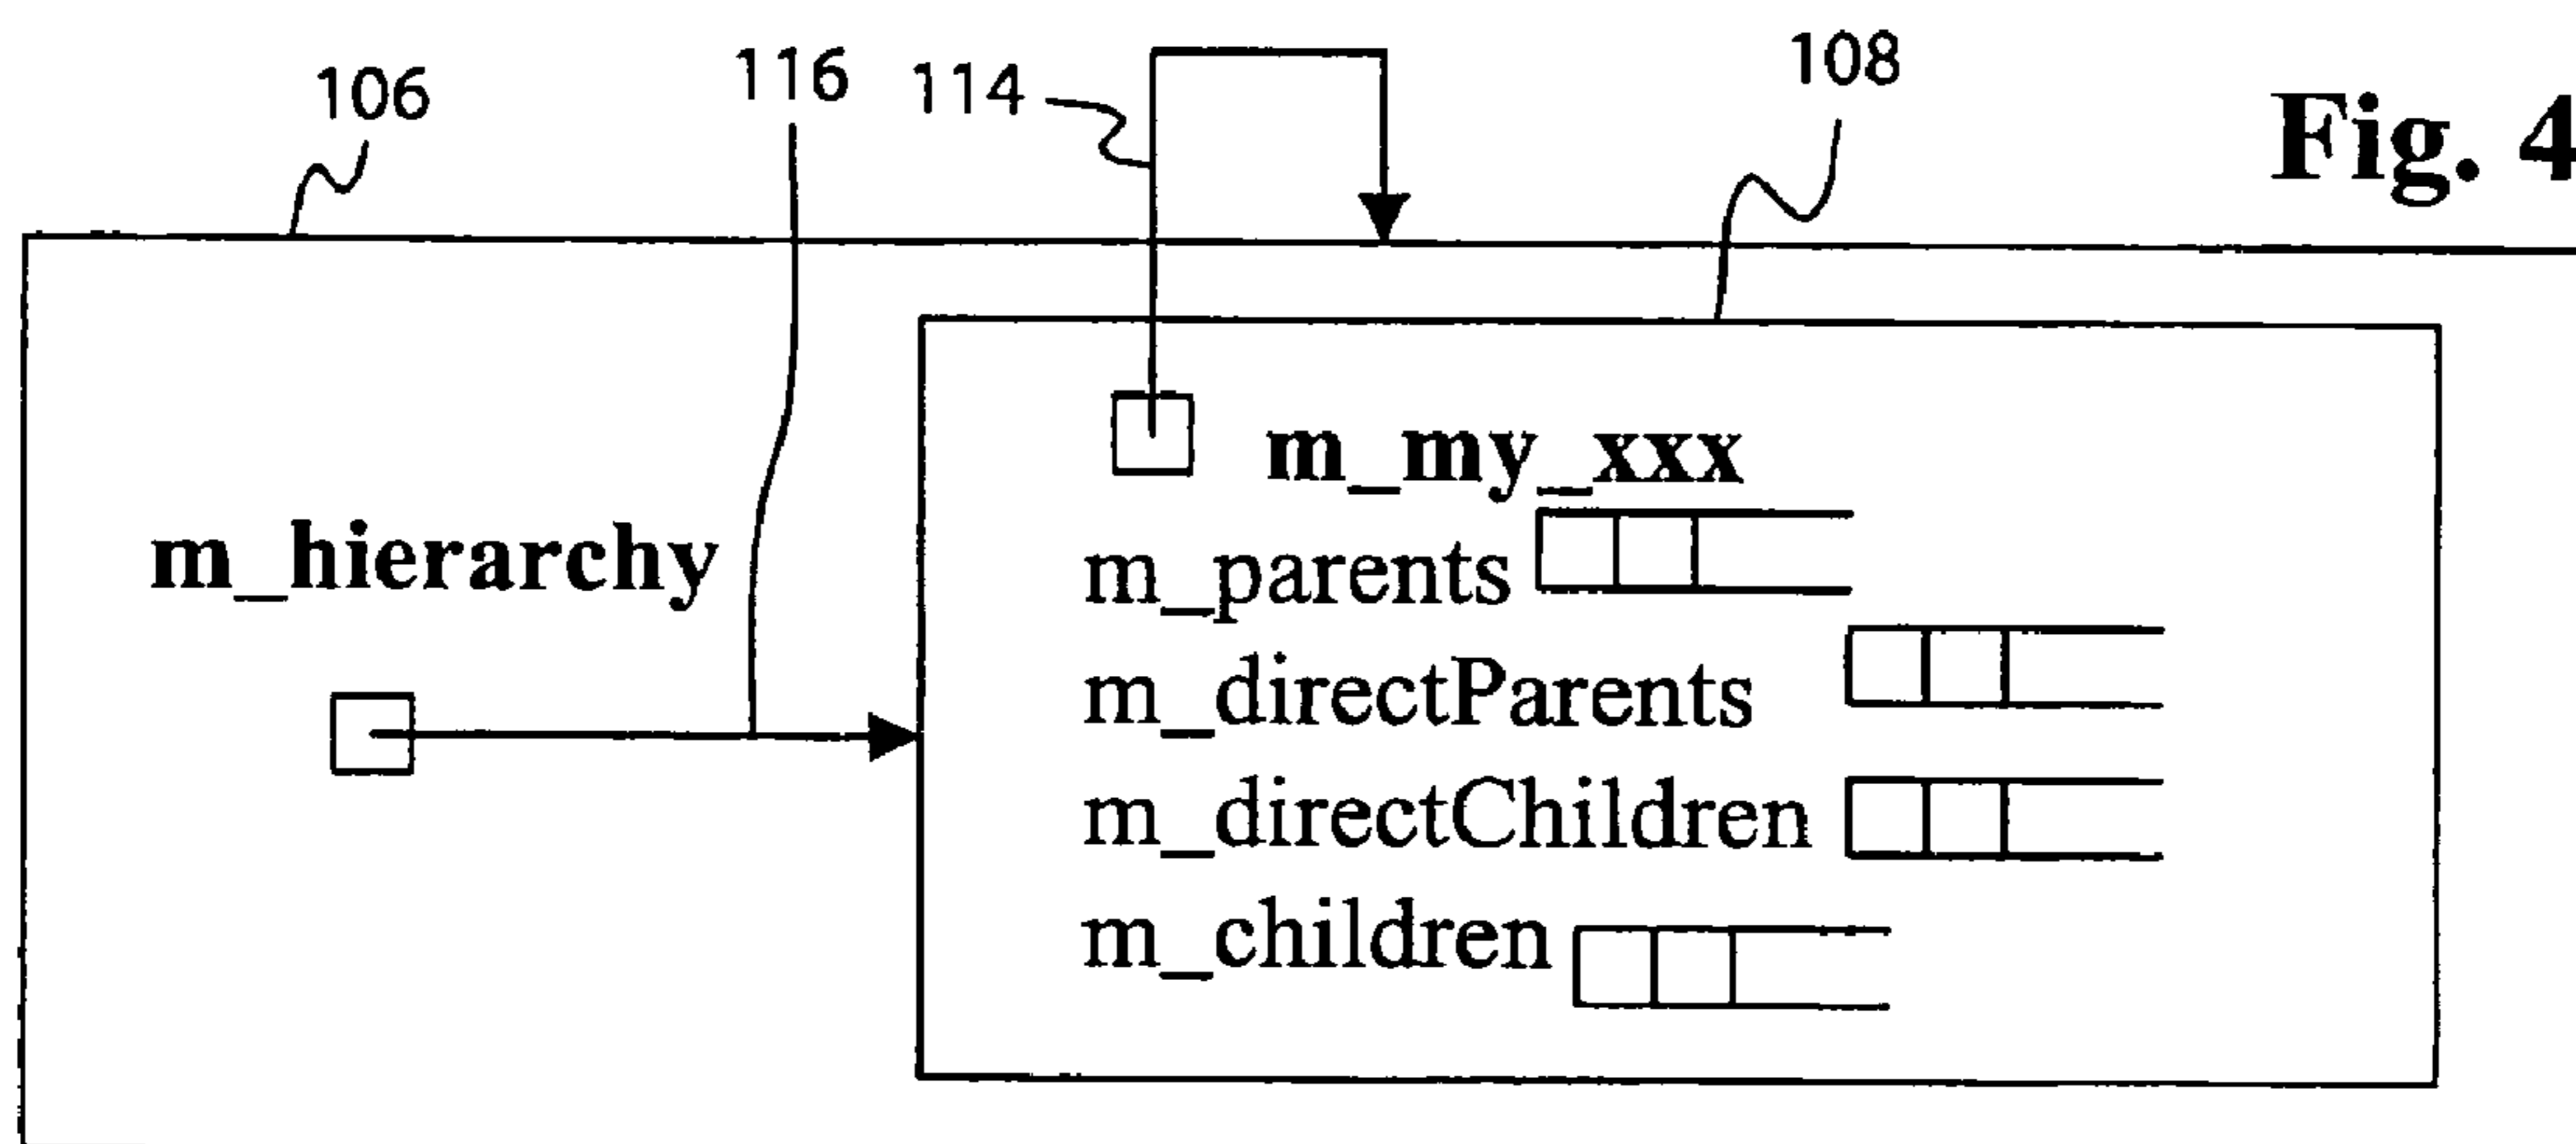 106
116
114
108
Fig. 4
m_my_xxx
m_hierarchy
m_parents
m_directParents
m_directChildren
m_children